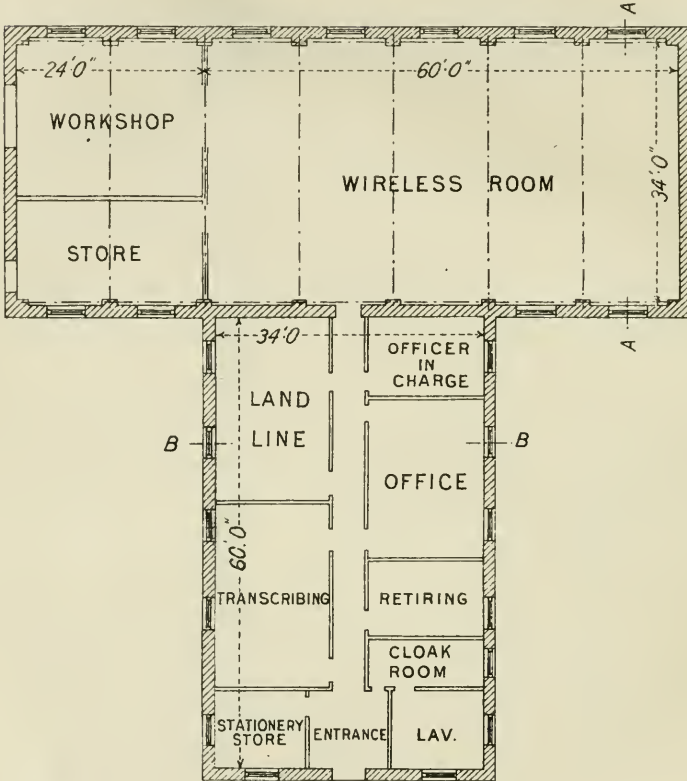 A
24'0"
60'0"
WORKSHOP
WIRELESS ROOM
34'0"
STORE
34'0
OFFICER
IN
CHARGE
A
LAND
LINE
B
B
OFFICE
60'0"
TRANSCRIBING
RETIRING
CLOAK
ROOM
STATIONERY
STORE
ENTRANCE
LAV.